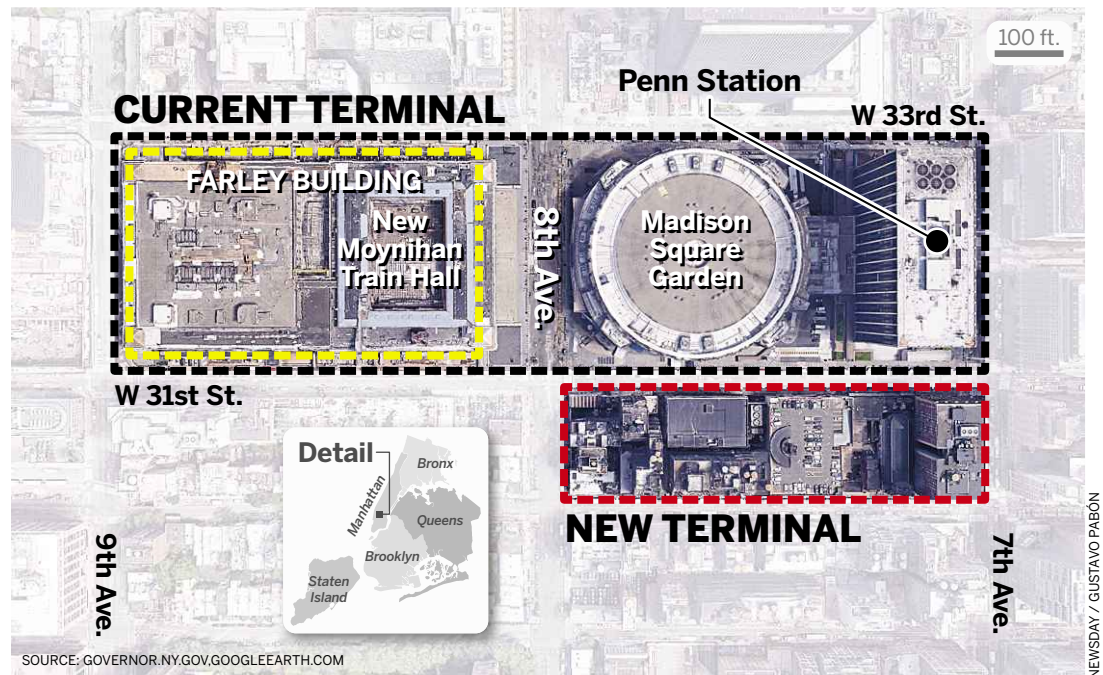 100 ft.
Penn Station
CURRENT TERMINAL
W 33rd St.
FARLEY BUILDING
New
Moynihan
Train Hall
8th Ave.
Madison
Square
Garden
W 31st St.
Detail
Bronx
Manhattan
Queens
Brooklyn
Staten
Island
NEW TERMINAL
9th Ave.
7th Ave.
SOURCE: GOVERNOR.NY.GOV,GOOGLEEARTH.COM
NEWSDAY / GUSTAVO PABÓN